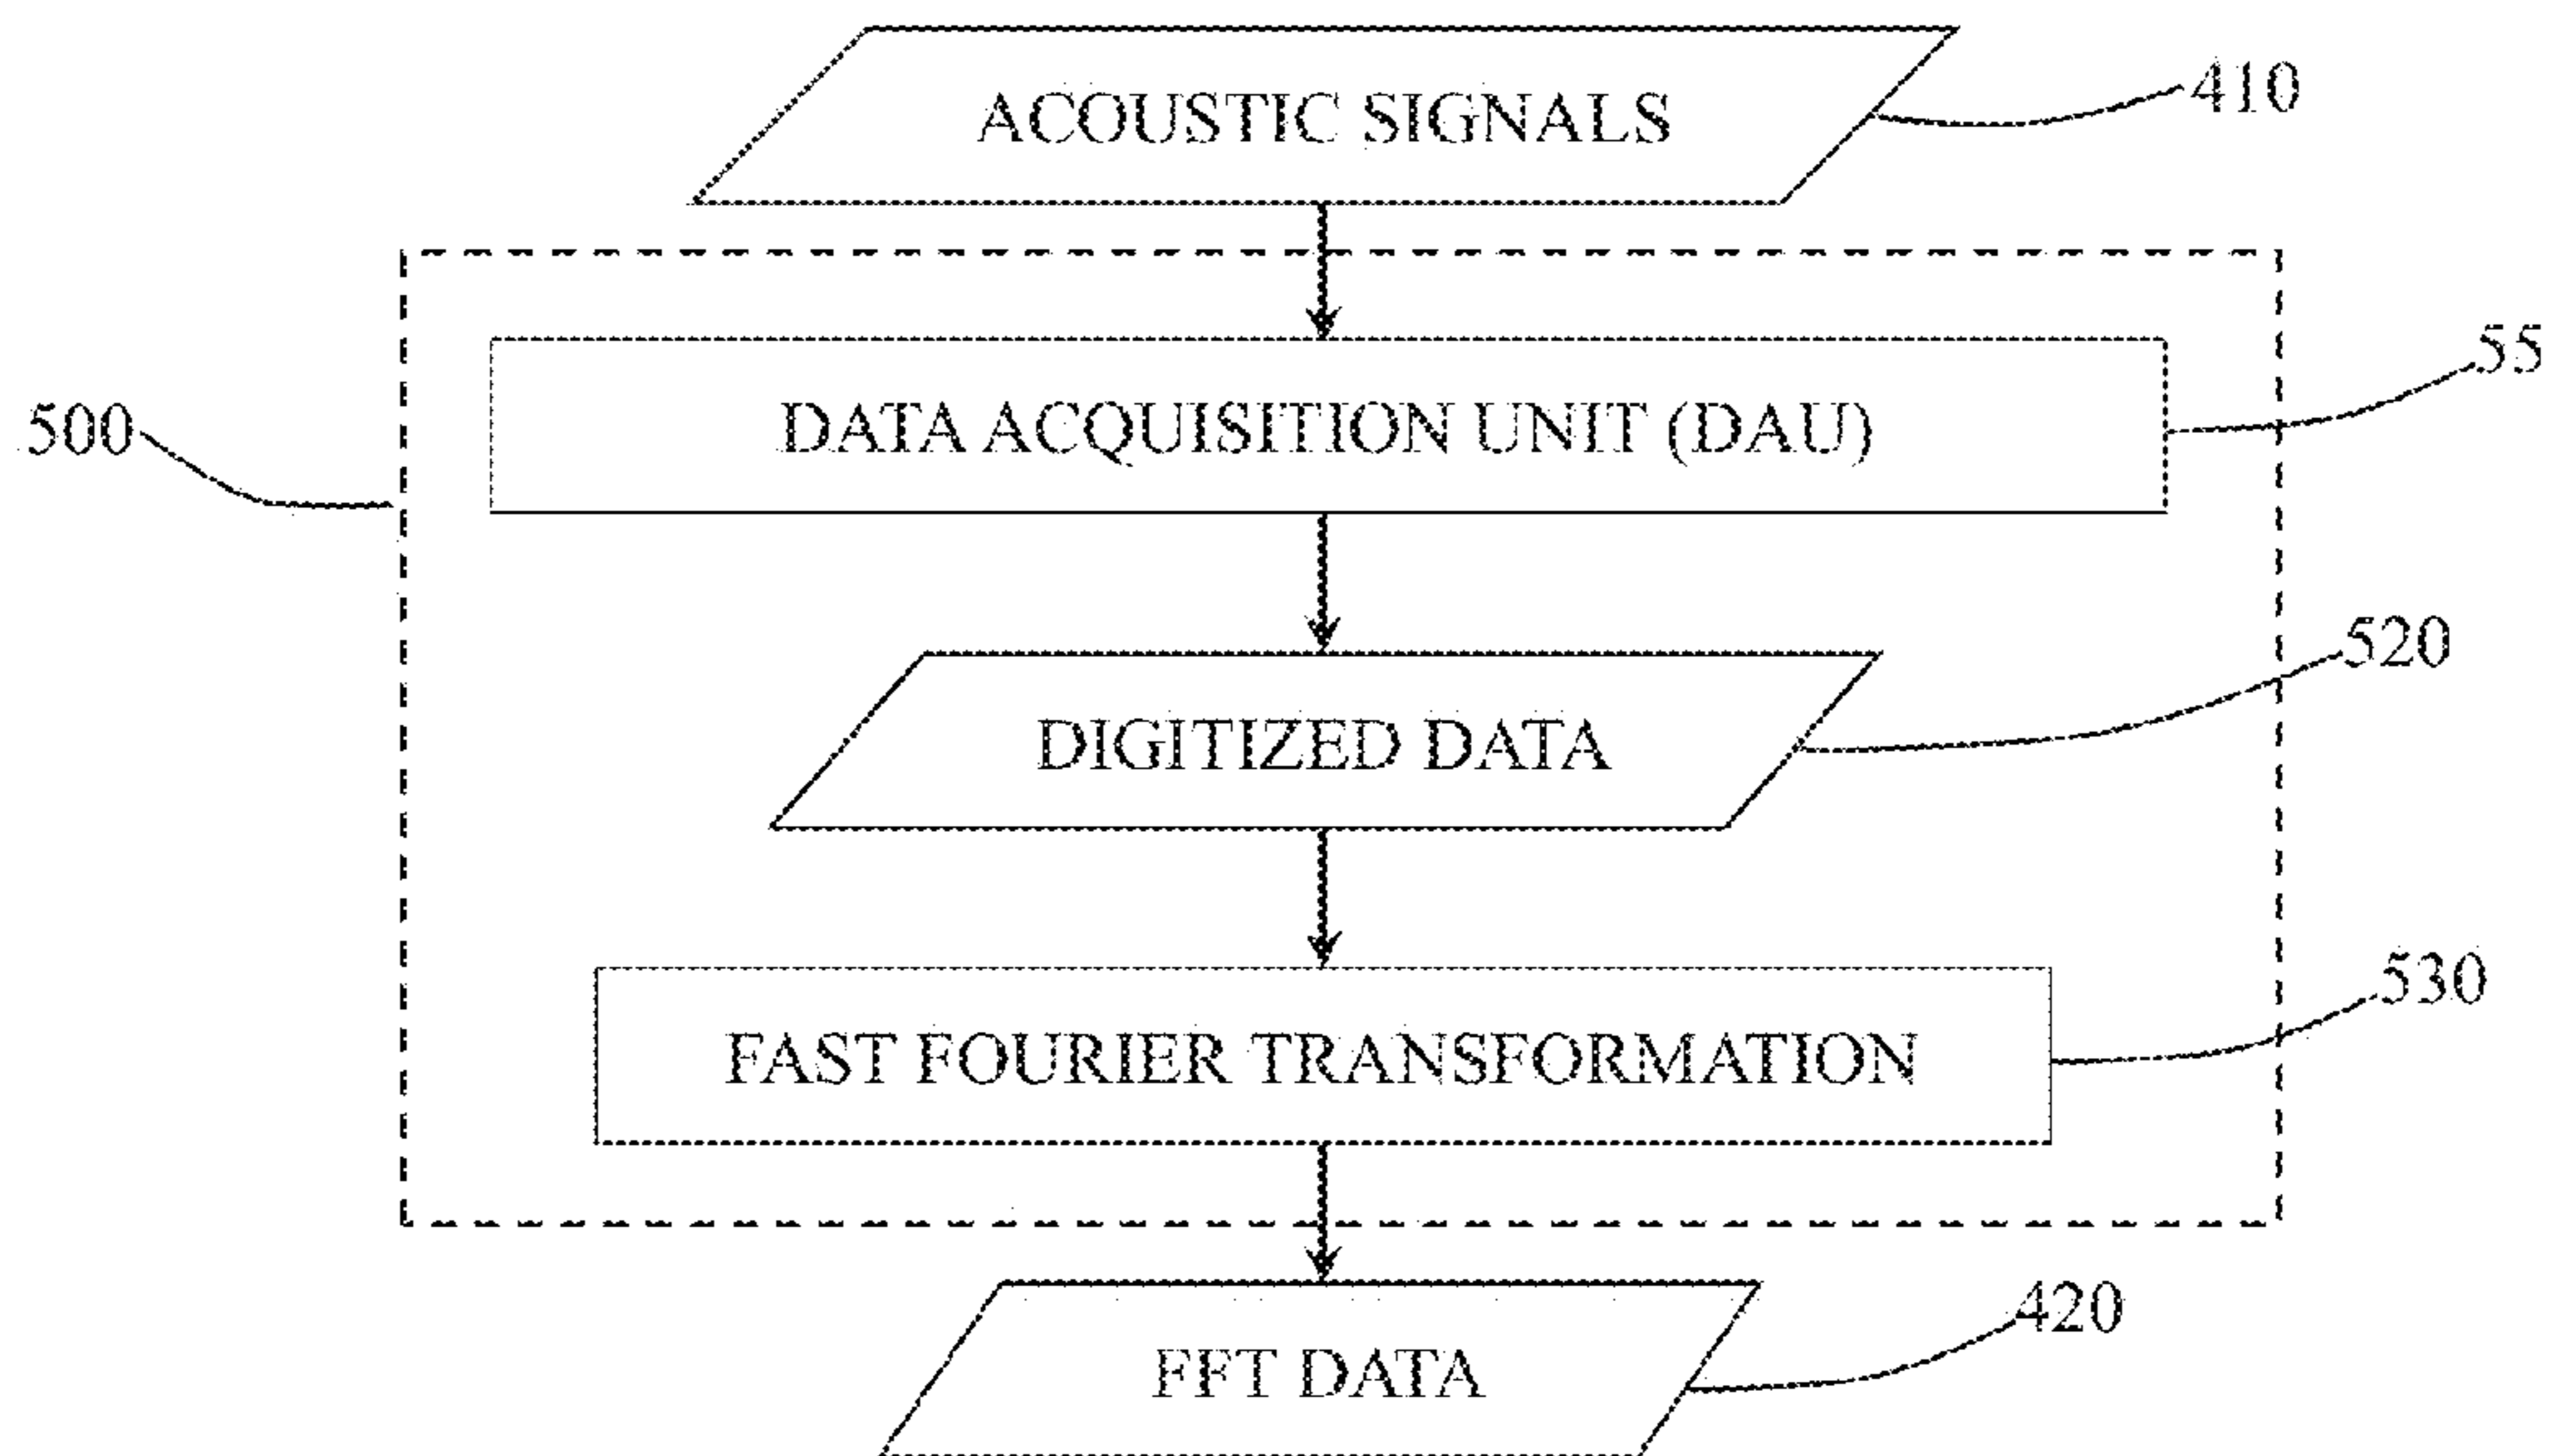 ACOUSTIC SIGNALS
410
DATA ACQUISITION UNIT (DAU)
55
500
DIGITIZED DATA
520
FAST FOURIER TRANSFORMATION
530
FFT DATA
420